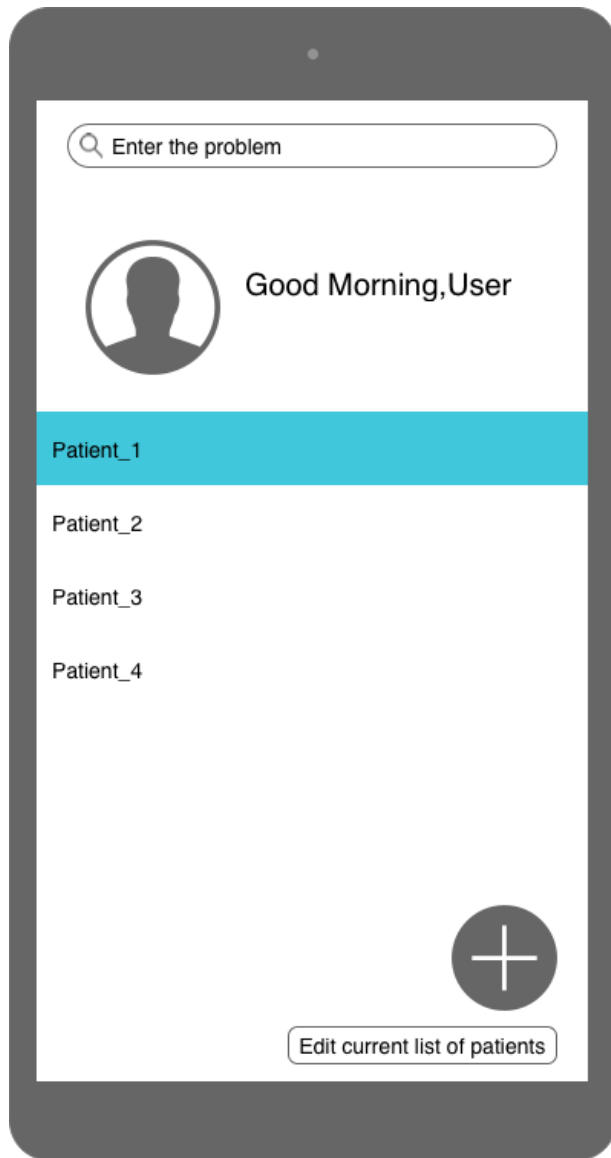 Enter the problem
Good Morning,User
Patient_1
Patient_2
Patient_3
Patient_4
Edit current list of patients